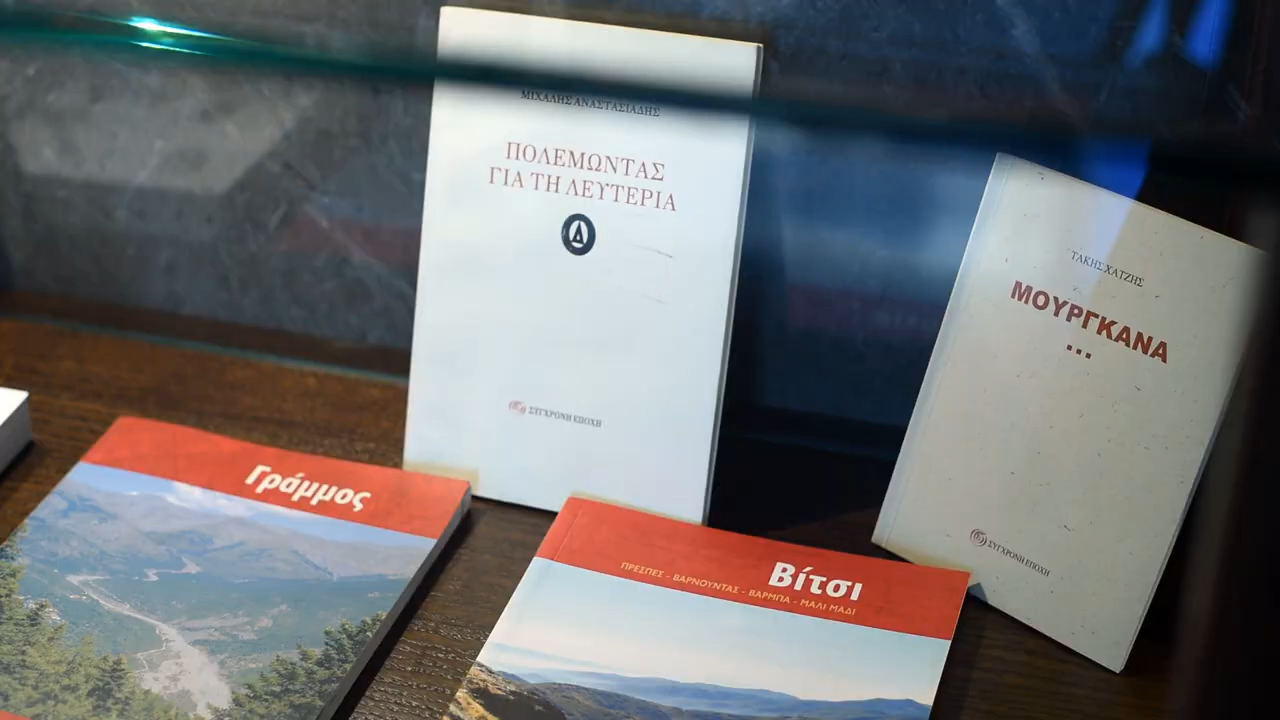 ΜΙΧΑΛΗΣ ΑΝΑΣΤΑΣΙΑΔΗΣ
ΠΟΛΕΜΩΝΤΑΣ
ΓΙΑ ΤΗ ΛΕΥΤΕΡΙΑ
ΣΥΓΧΡΟΝΗ ΕΠΟΧΗ
ΤΑΚΗΣ ΧΑΤΖΗΣ
ΜΟΥΡΓΚΑΝΑ
...
ΣΥΓΧΡΟΝΗ ΕΠΟΧΗ
Γράμμος
Βίτσι
ΠΡΕΣΠΕΣ - ΒΑΡΝΟΥΝΤΑΣ - ΒΑΡΜΠΑ - ΜΑΛΙ ΜΑΔΙ